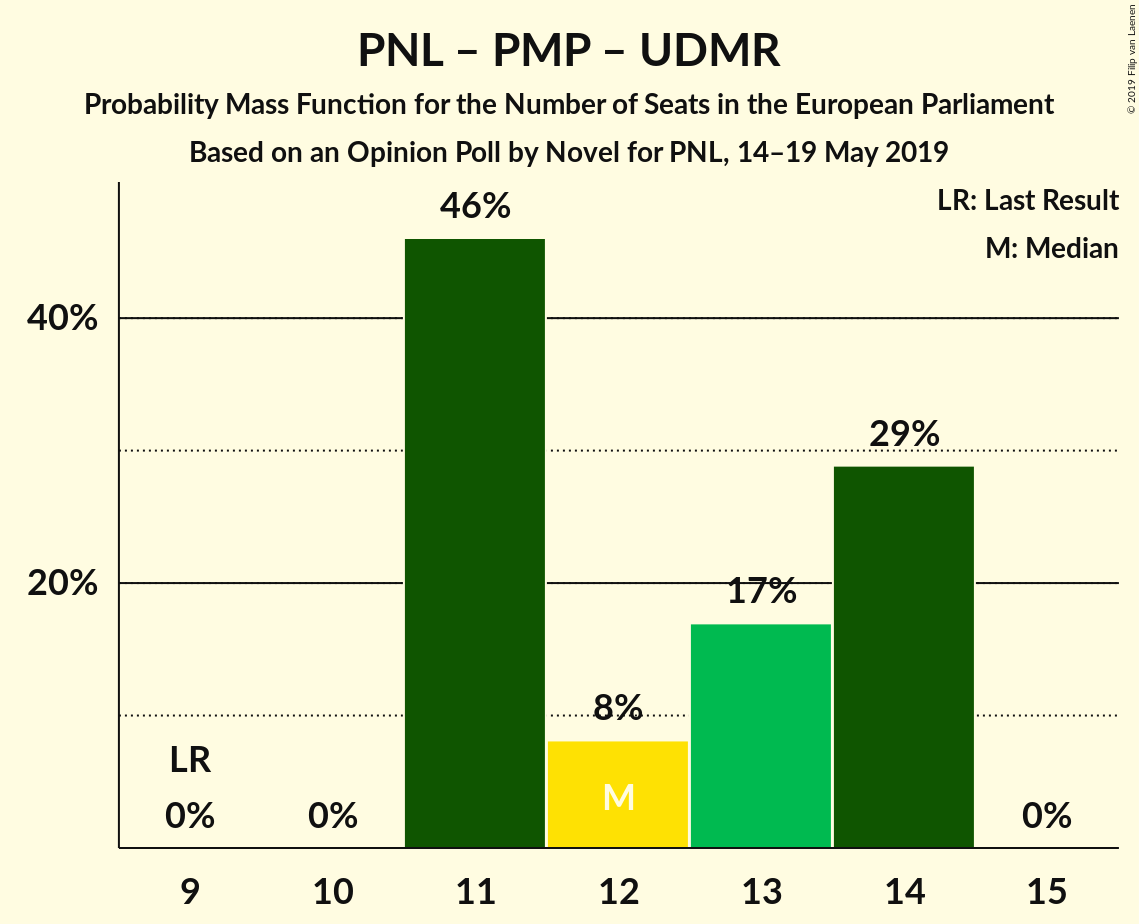 PNL – PMP – UDMR
Probability Mass Function for the Number of Seats in the European Parliament
Based on an Opinion Poll by Novel for PNL, 14–19 May 2019
© 2019 Filip van Laenen
LR: Last Result
M: Median
46%
40%
29%
20%
17%
8%
LR
M
0%
0%
0%
9
10
11
12
13
14
15